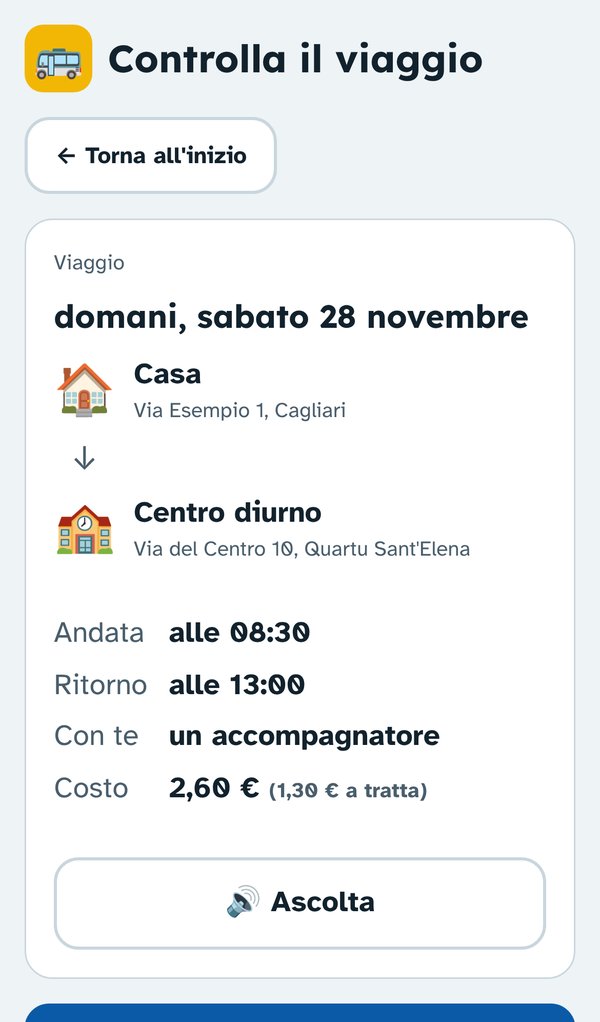 Controlla il viaggio
← Torna all'inizio
Viaggio
domani, sabato 28 novembre
Casa
Via Esempio 1, Cagliari
↓
Centro diurno
Via del Centro 10, Quartu Sant'Elena
Andata alle 08:30
Ritorno alle 13:00
Con te un accompagnatore
Costo 2,60 € (1,30 € a tratta)
Ascolta